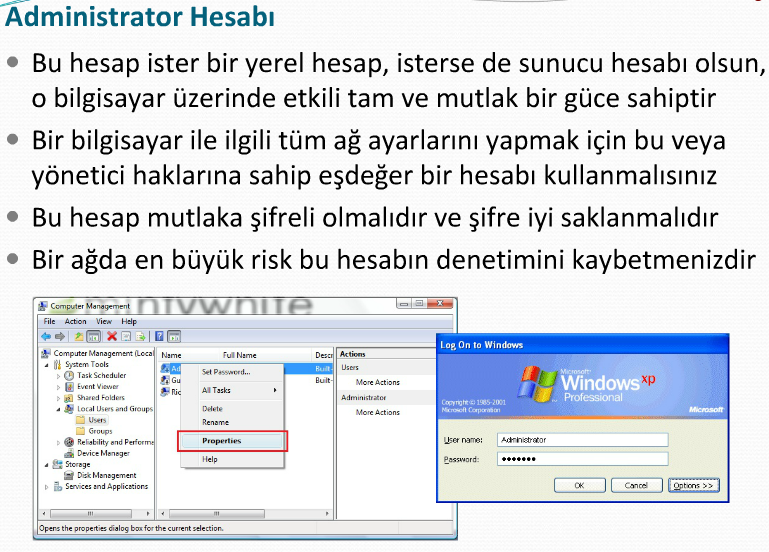 Administrator Hesabı
Bu hesap ister bir yerel hesap, isterse de sunucu hesabı olsun,
o bilgisayar üzerinde etkili tam ve mutlak bir güce sahiptir
Bir bilgisayar ile ilgili tüm ağ ayarlarını yapmak için bu veya
yönetici haklarına sahip eşdeğer bir hesabı kullanmalısınız
Bu hesap mutlaka şifreli olmalıdır ve şifre iyi saklanmalıdır
Bir ağda en büyük risk bu hesabın denetimini kaybetmenizdir
mintywhite
Computer Management
File Action View Help
Computer Management (Local
System Tools
Task Scheduler
Event Viewer
Shared Folders
Local Users and Groups
Users
Groups
Reliability and Performa
Device Manager
Storage
Disk Management
Services and Applications
Name Full Name Descr
Ad Built-
Gu Built-
Ric
Set Password...
All Tasks
Delete
Rename
Properties
Help
Actions
Users
More Actions
Administrator
More Actions
Opens the properties dialog box for the current selection.
Log On to Windows
Microsoft
Windows xp
Professional
Copyright © 1985-2001
Microsoft Corporation
Microsoft
User name: Administrator
Password:
OK Cancel Options >>